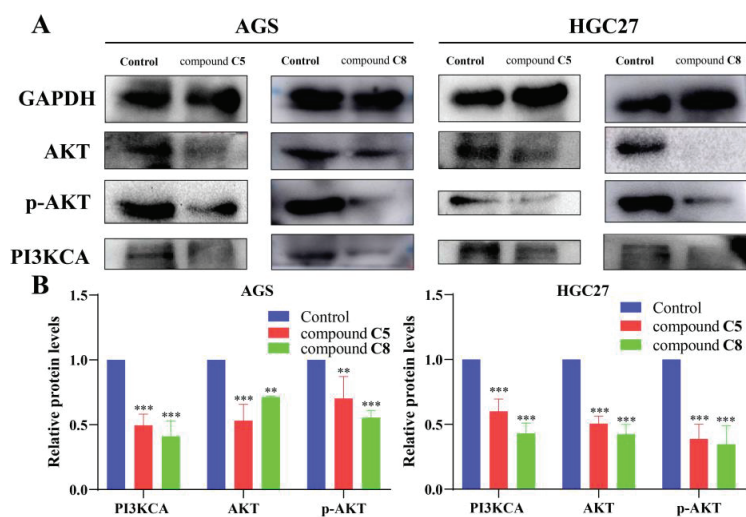 A
AGS
HGC27
Control compound C5
Control compound C8
Control compound C5
Control compound C8
GAPDH
AKT
p-AKT
PI3KCA
B
AGS
Relative protein levels
1.5
1.0
0.5
0.0
Control
compound C5
compound C8
*** ***
*** **
** ***
PI3KCA AKT p-AKT
HGC27
Relative protein levels
1.5
1.0
0.5
0.0
Control
compound C5
compound C8
*** ***
*** ***
*** ***
PI3KCA AKT p-AKT